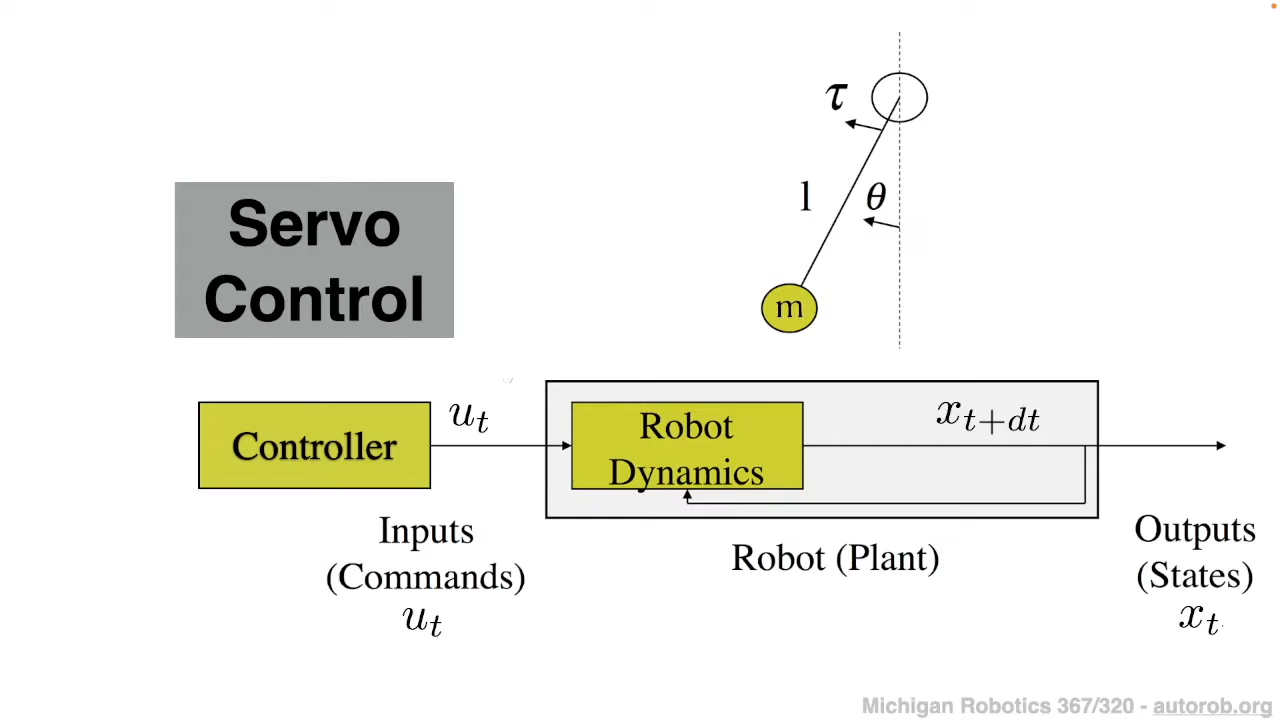 τ
l
θ
Servo
Control
m
Controller
u_t
Robot
Dynamics
x_{t+dt}
Inputs
(Commands)
u_t
Robot (Plant)
Outputs
(States)
x_t
Michigan Robotics 367/320 - autorob.org